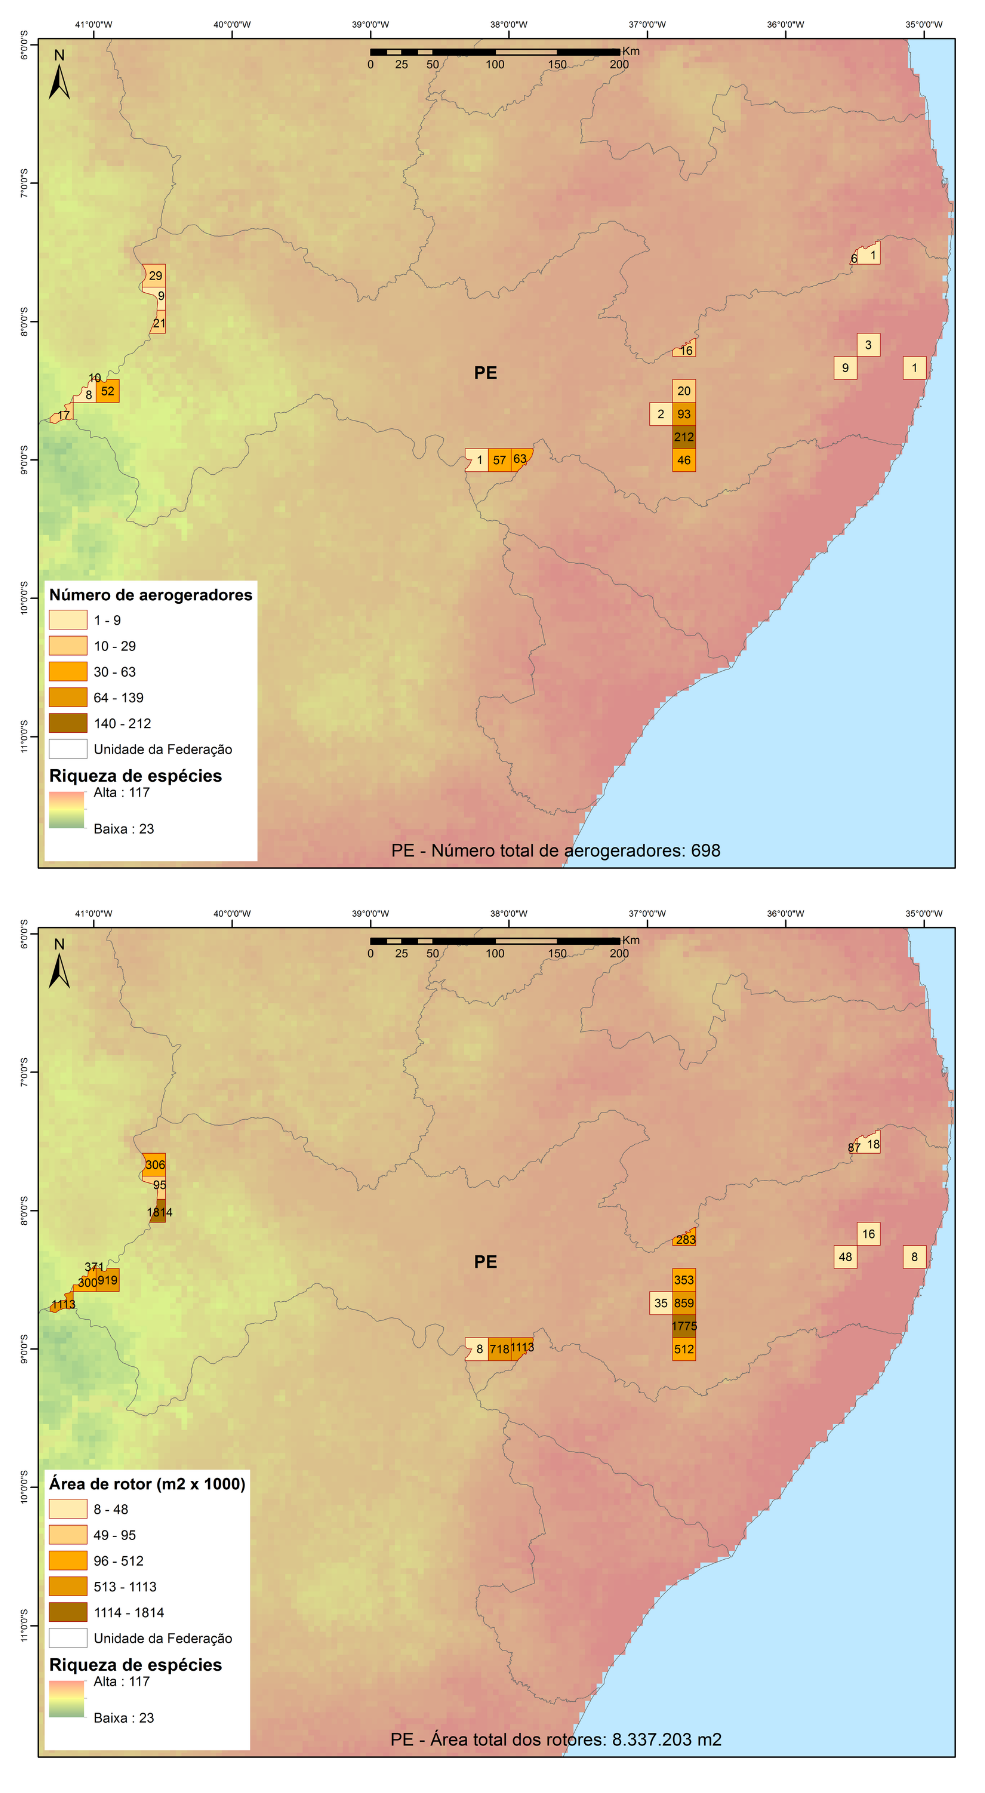 41°0'0"W 40°0'0"W 39°0'0"W 38°0'0"W 37°0'0"W 36°0'0"W 35°0'0"W
6°0'0"S
7°0'0"S
8°0'0"S
9°0'0"S
10°0'0"S
11°0'0"S
N
Km
0 25 50 100 150 200
6 1
29
9
21
3
16
9 1
PE
10
8 52
20
17
2 93
212
1 57 63
46
Número de aerogeradores
1 - 9
10 - 29
30 - 63
64 - 139
140 - 212
Unidade da Federação
Riqueza de espécies
Alta : 117
Baixa : 23
PE - Número total de aerogeradores: 698
41°0'0"W 40°0'0"W 39°0'0"W 38°0'0"W 37°0'0"W 36°0'0"W 35°0'0"W
6°0'0"S
7°0'0"S
8°0'0"S
9°0'0"S
10°0'0"S
11°0'0"S
N
Km
0 25 50 100 150 200
87 18
306
95
1814
16
283
48 8
PE
371
300 919
353
1113
35 859
1775
8 718 1113
512
Área de rotor (m2 x 1000)
8 - 48
49 - 95
96 - 512
513 - 1113
1114 - 1814
Unidade da Federação
Riqueza de espécies
Alta : 117
Baixa : 23
PE - Área total dos rotores: 8.337.203 m2